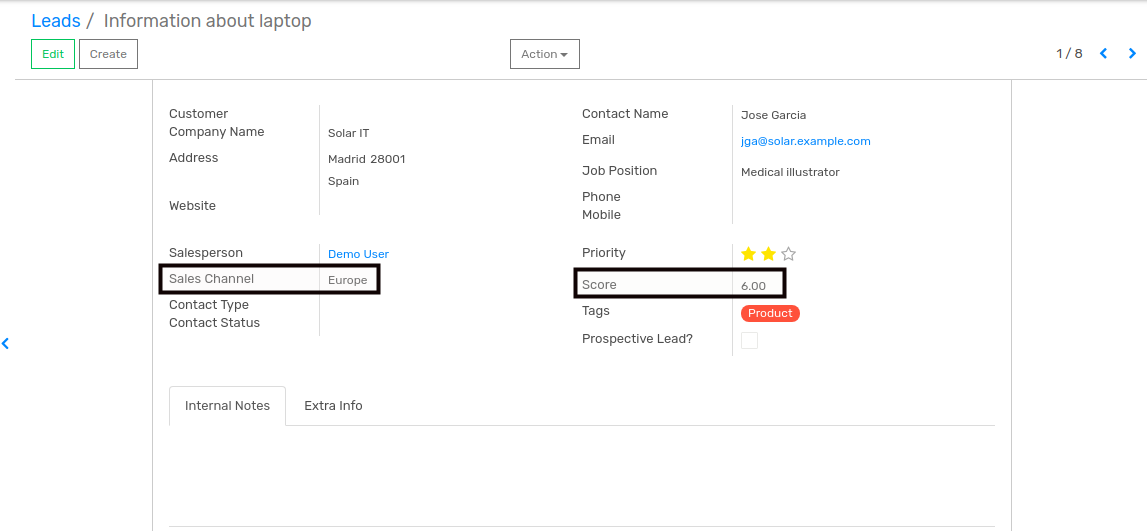 Leads / Information about laptop
Edit Create Action 1 / 8
Customer
Company Name Solar IT
Address Madrid 28001
Spain
Website
Contact Name Jose Garcia
Email jga@solar.example.com
Job Position Medical illustrator
Phone
Mobile
Salesperson Demo User
Sales Channel Europe
Contact Type
Contact Status
Priority
Score 6.00
Tags Product
Prospective Lead?
Internal Notes Extra Info